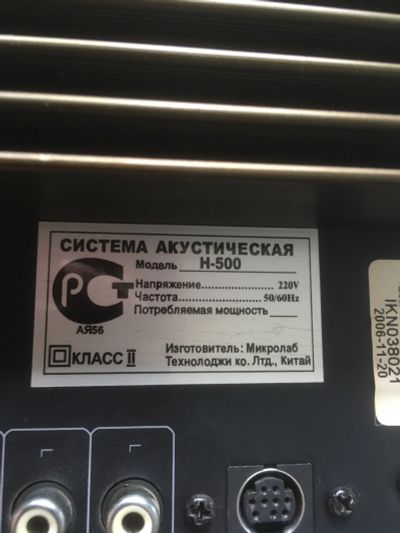 СИСТЕМА АКУСТИЧЕСКАЯ
Модель H-500
РСТ
АЯ56
Напряжение................... 220V
Частота......................... 50/60Hz
Потребляемая мощность
КЛАСС II
Изготовитель: Микролаб
Технолоджи ко. Лтд., Китай
IKN038021
2006-11-20